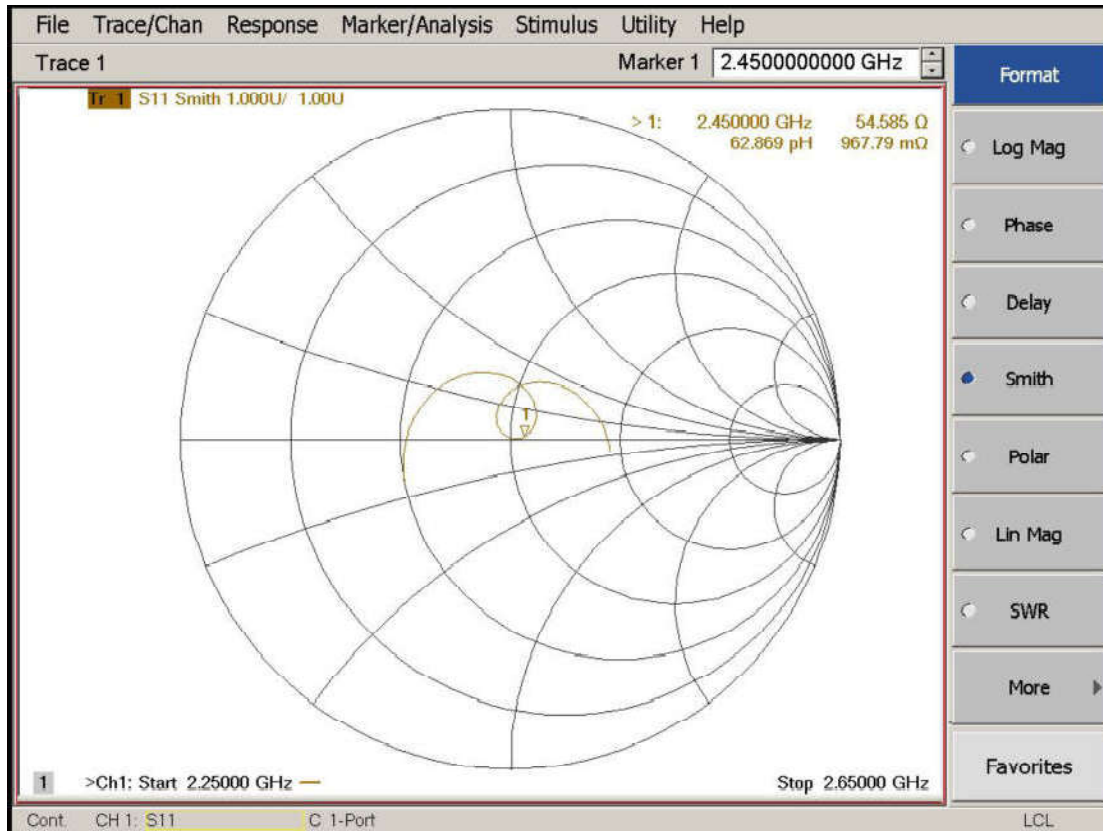 File Trace/Chan Response Marker/Analysis Stimulus Utility Help
Trace 1 Marker 1 2.4500000000 GHz
Format
Tr 1 S11 Smith 1.000U/ 1.00U
> 1: 2.450000 GHz 54.585 Ω
62.869 pH 967.79 mΩ
Log Mag
Phase
Delay
Smith
1
Polar
Lin Mag
SWR
More
Favorites
1 >Ch1: Start 2.25000 GHz Stop 2.65000 GHz
Cont. CH 1: S11 C 1-Port LCL